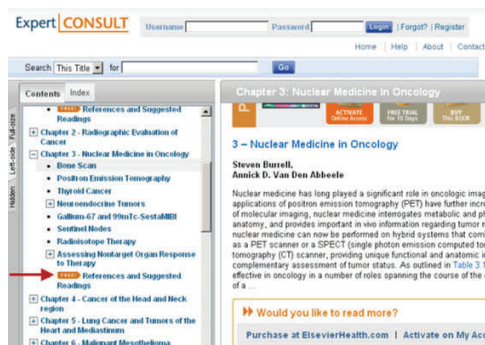 Expert CONSULT
Username Password Login | Forgot? | Register
Home | Help | About | Contact
Search This Title for Go
Contents Index
Full-size
Left-side
Hidden
FREE! References and Suggested
Readings
Chapter 2 - Radiographic Evaluation of
Cancer
Chapter 3 - Nuclear Medicine in Oncology
Bone Scan
Positron Emission Tomography
Thyroid Cancer
Neuroendocrine Tumors
Gallium-67 and 99mTc-SestaMIBI
Sentinel Nodes
Radioisotope Therapy
Assessing Nontarget Organ Response
to Therapy
FREE! References and Suggested
Readings
Chapter 4 - Cancer of the Head and Neck
region
Chapter 5 - Lung Cancer and Tumors of the
Heart and Mediastinum
Chapter 6 - Malignant Mesothelioma
Chapter 3: Nuclear Medicine in Oncology
ACTIVATE
Online Access
FREE TRIAL
for 10 Days
BUY
This BOOK
3 – Nuclear Medicine in Oncology
Steven Burrell,
Annick D. Van Den Abbeele
Nuclear medicine has long played a significant role in oncologic imag
applications of positron emission tomography (PET) have further incre
of molecular imaging, nuclear medicine interrogates metabolic and ph
anatomy, and provides important in vivo information regarding tumor r
nuclear medicine can now be performed on hybrid systems that com
as a PET scanner or a SPECT (single photon emission computed to
tomography (CT) scanner, providing unique functional and anatomic i
complementary assessment of tumor status. As outlined in Table 3.1
effective in oncology in a number of roles spanning the course of the
of a ...
Would you like to read more?
Purchase at ElsevierHealth.com | Activate on My Acc